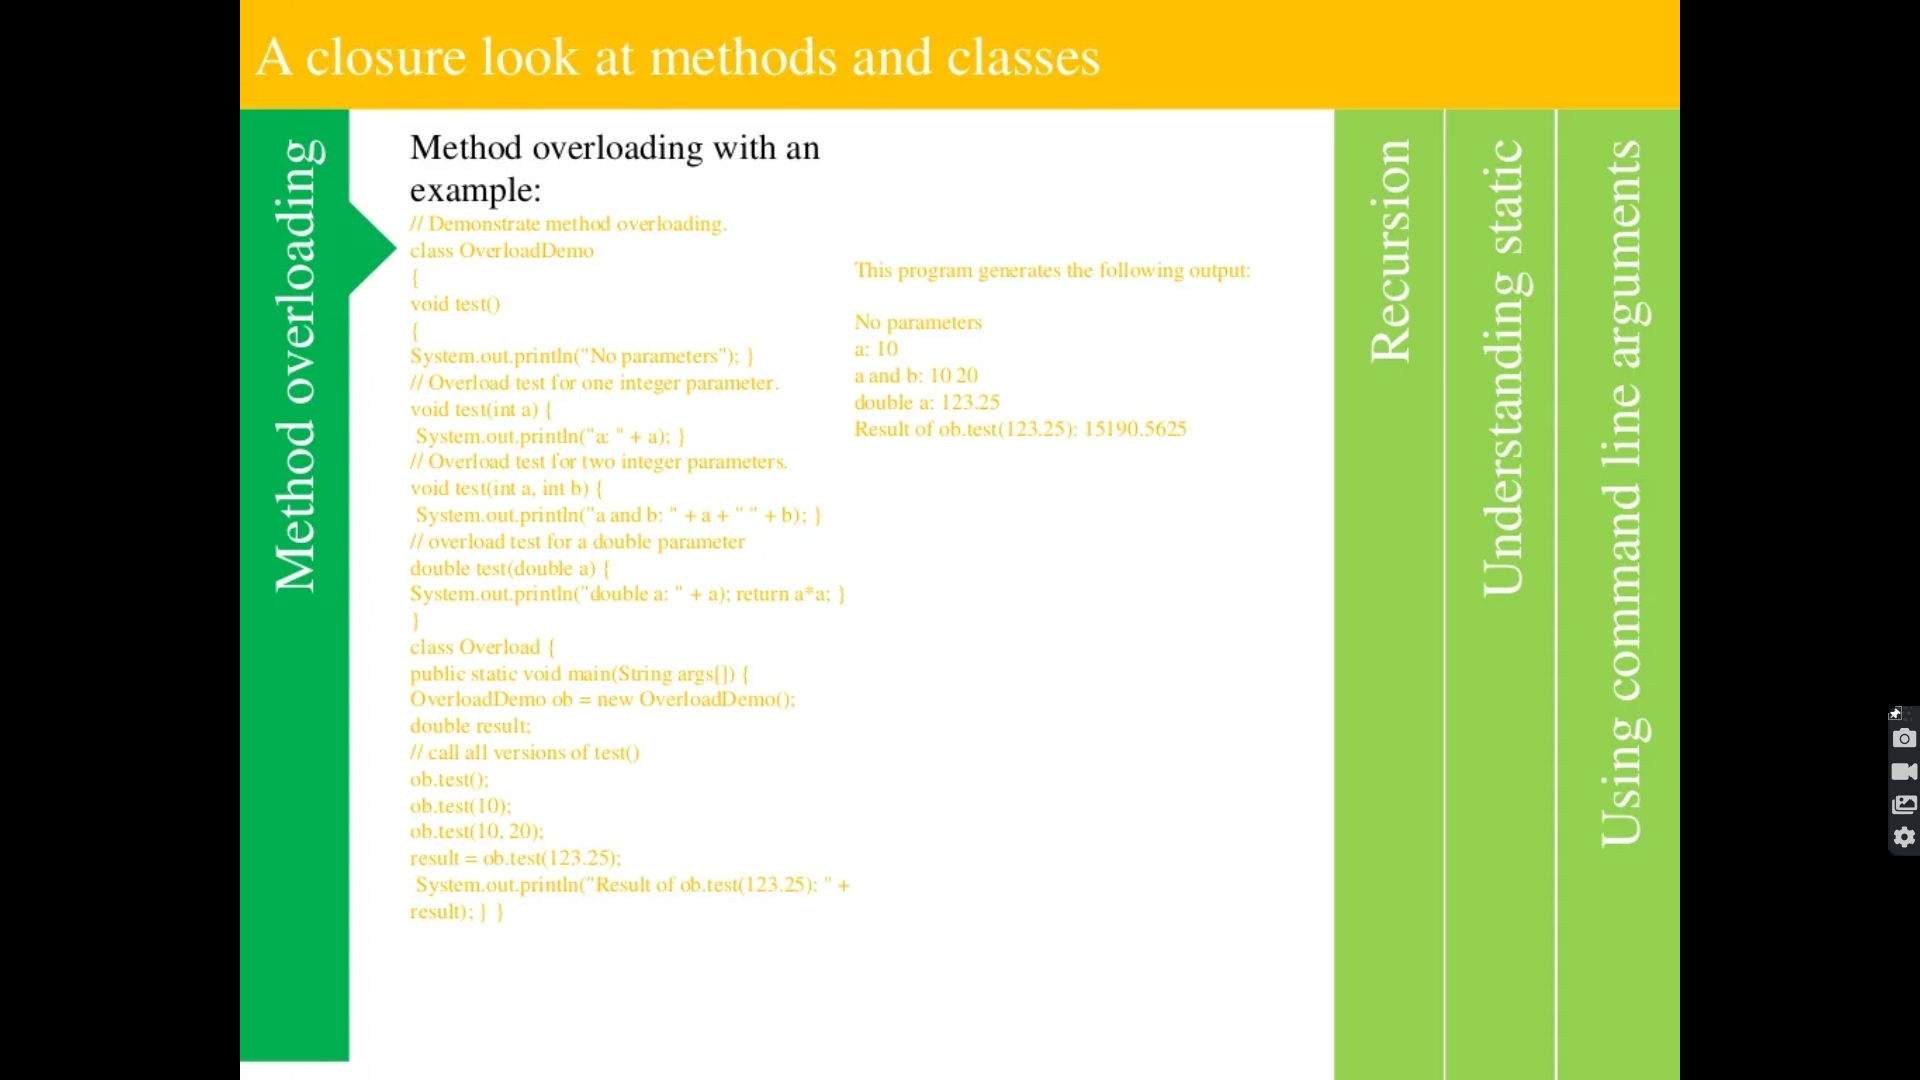 A closure look at methods and classes
Method overloading
Method overloading with an
example:
// Demonstrate method overloading.
class OverloadDemo
{
void test()
{
System.out.println("No parameters"); }
// Overload test for one integer parameter.
void test(int a) {
System.out.println("a: " + a); }
// Overload test for two integer parameters.
void test(int a, int b) {
System.out.println("a and b: " + a + " " + b); }
// overload test for a double parameter
double test(double a) {
System.out.println("double a: " + a); return a*a; }
}
class Overload {
public static void main(String args[]) {
OverloadDemo ob = new OverloadDemo();
double result;
// call all versions of test()
ob.test();
ob.test(10);
ob.test(10, 20);
result = ob.test(123.25);
System.out.println("Result of ob.test(123.25): " +
result); } }
This program generates the following output:
No parameters
a: 10
a and b: 10 20
double a: 123.25
Result of ob.test(123.25): 15190.5625
Recursion
Understanding static
Using command line arguments